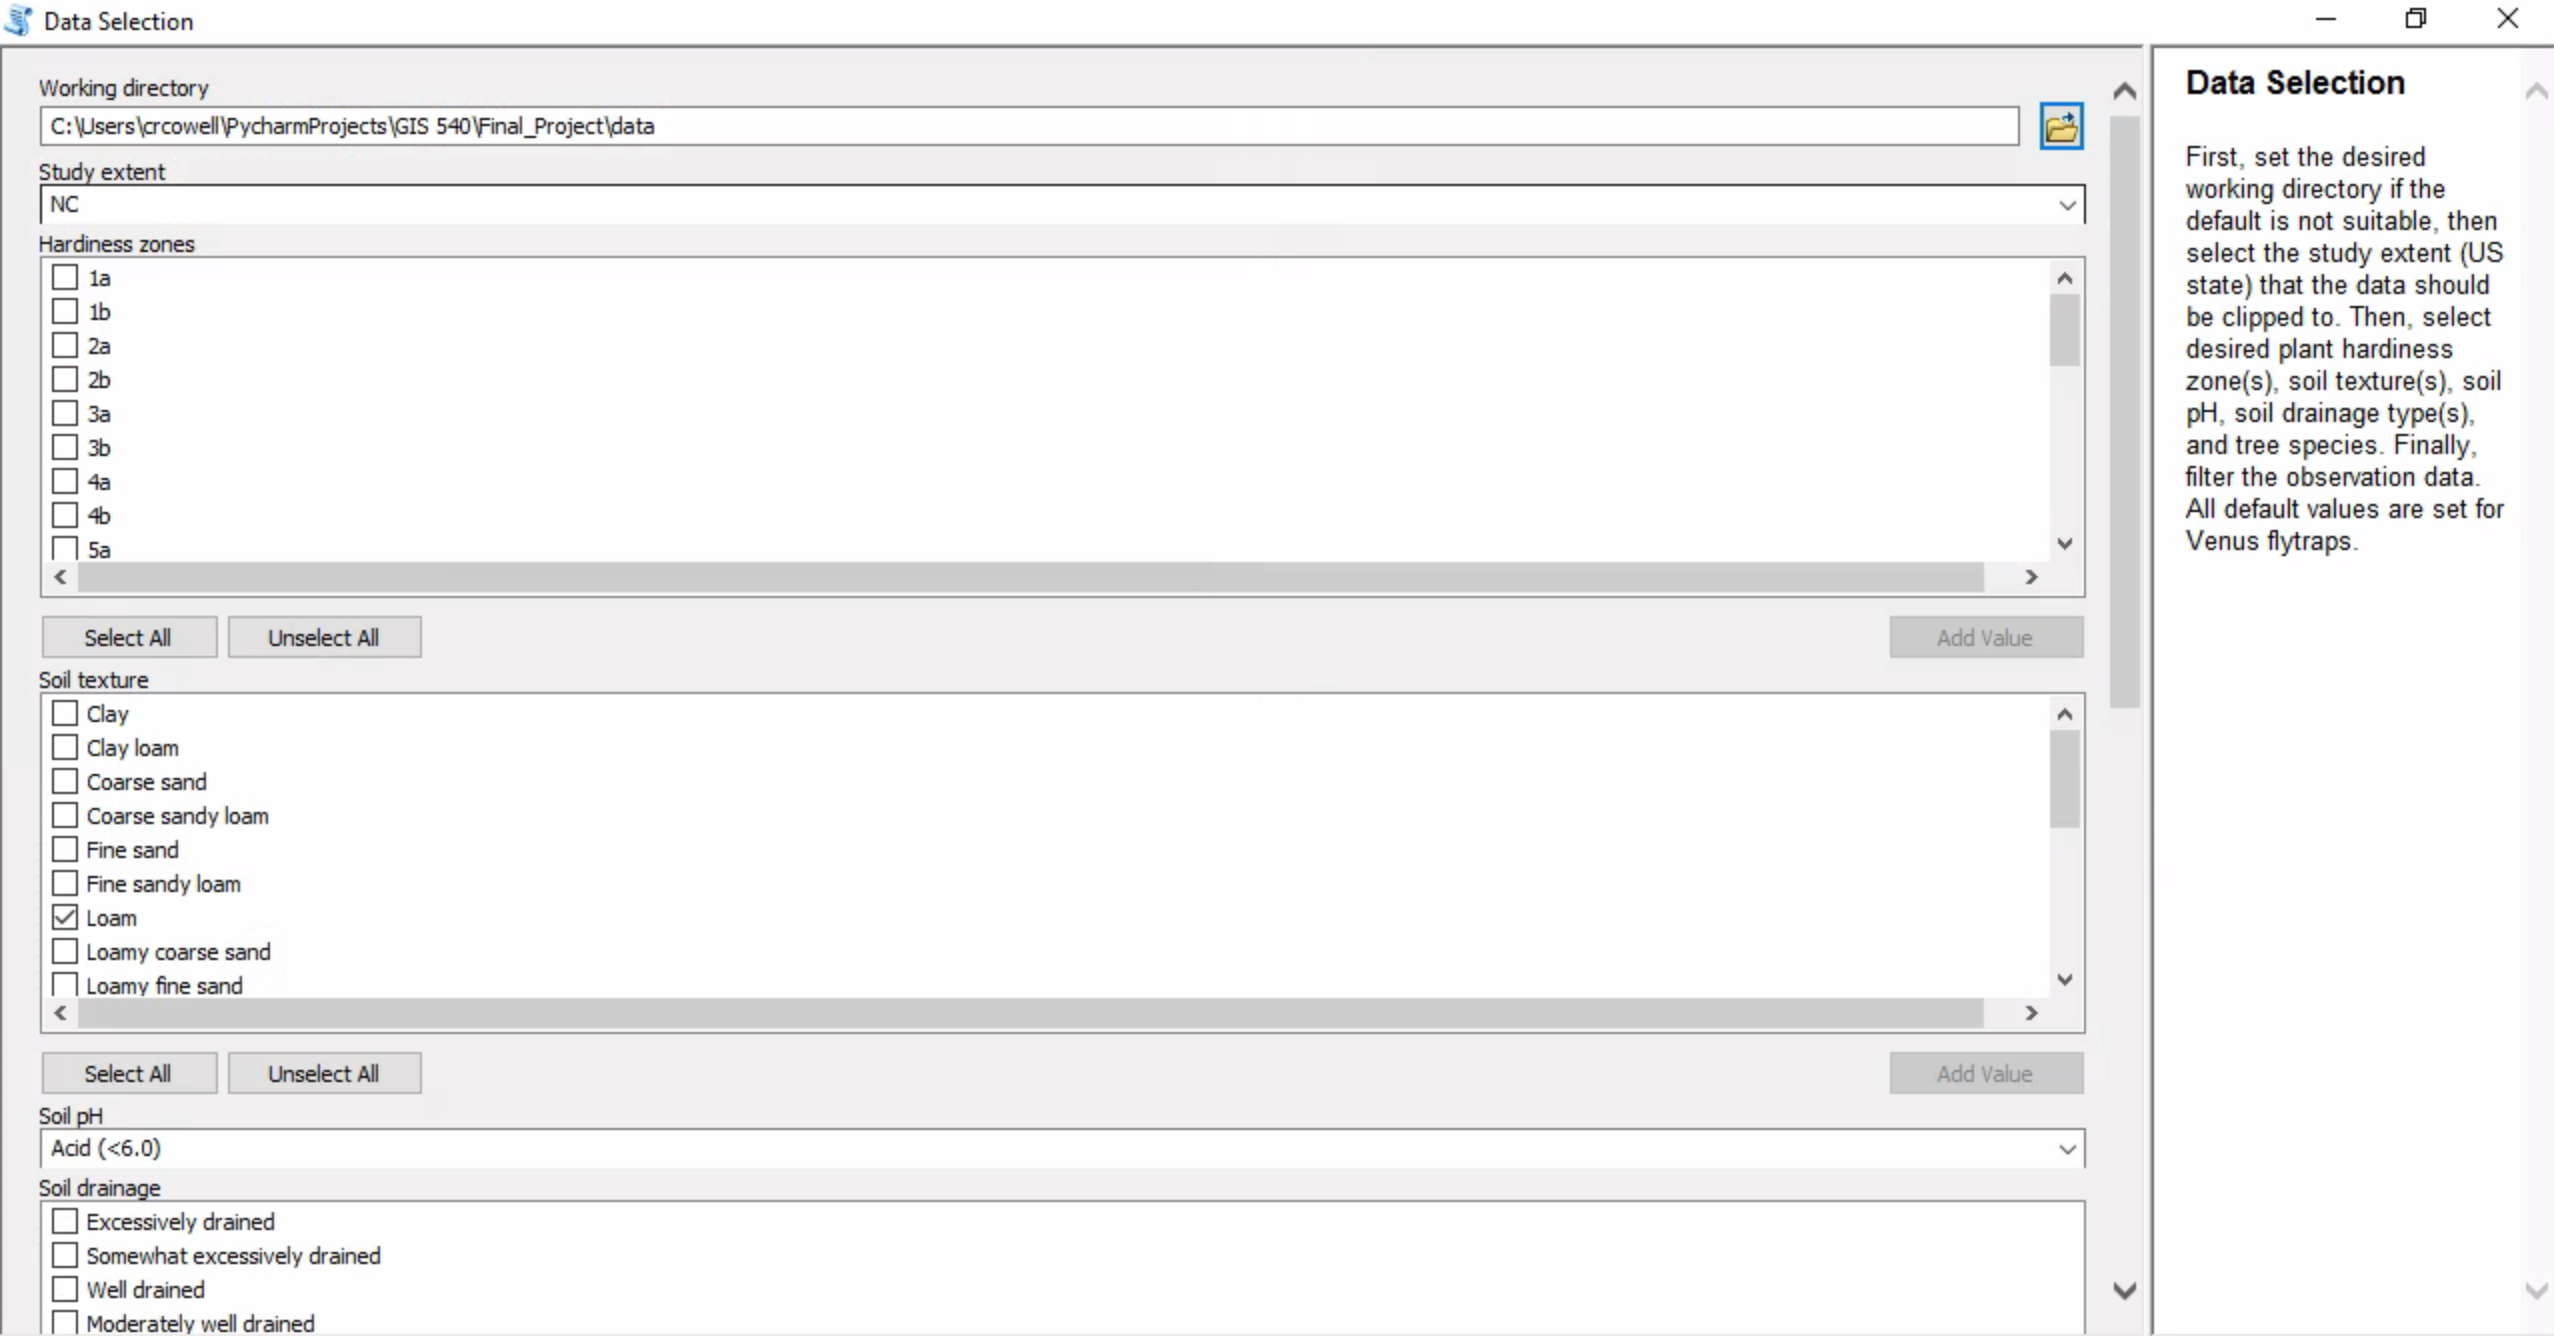 Data Selection
Working directory
C:\Users\crcowell\PycharmProjects\GIS 540\Final_Project\data
Study extent
NC
Hardiness zones
1a
1b
2a
2b
3a
3b
4a
4b
5a
Select All
Unselect All
Add Value
Soil texture
Clay
Clay loam
Coarse sand
Coarse sandy loam
Fine sand
Fine sandy loam
Loam
Loamy coarse sand
Loamy fine sand
Select All
Unselect All
Add Value
Soil pH
Acid (<6.0)
Soil drainage
Excessively drained
Somewhat excessively drained
Well drained
Moderately well drained
Data Selection
First, set the desired
working directory if the
default is not suitable, then
select the study extent (US
state) that the data should
be clipped to. Then, select
desired plant hardiness
zone(s), soil texture(s), soil
pH, soil drainage type(s),
and tree species. Finally,
filter the observation data.
All default values are set for
Venus flytraps.